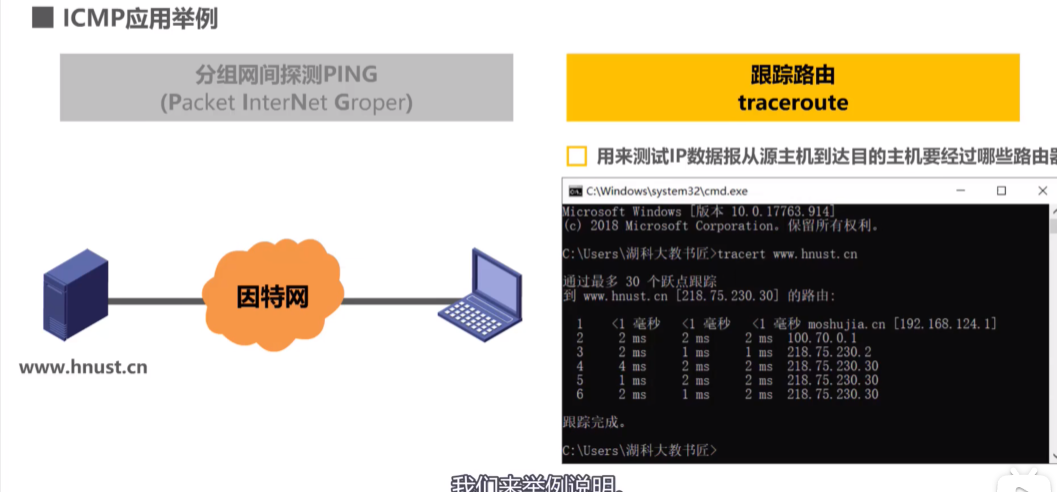 ICMP应用举例
分组网间探测PING
(Packet InterNet Groper)
跟踪路由
traceroute
用来测试IP数据报从源主机到达目的主机要经过哪些路由器
因特网
www.hnust.cn
C:\Windows\system32\cmd.exe
Microsoft Windows [版本 10.0.17763.914]
(c) 2018 Microsoft Corporation。保留所有权利。
C:\Users\湖科大教书匠>tracert www.hnust.cn
通过最多 30 个跃点跟踪
到 www.hnust.cn [218.75.230.30] 的路由:
1 <1 毫秒 <1 毫秒 <1 毫秒 moshujia.cn [192.168.124.1]
2 2 ms 2 ms 2 ms 100.70.0.1
3 2 ms 1 ms 1 ms 218.75.230.2
4 4 ms 2 ms 2 ms 218.75.230.30
5 1 ms 2 ms 2 ms 218.75.230.30
6 2 ms 1 ms 2 ms 218.75.230.30
跟踪完成。
C:\Users\湖科大教书匠>
我们来举例说明。